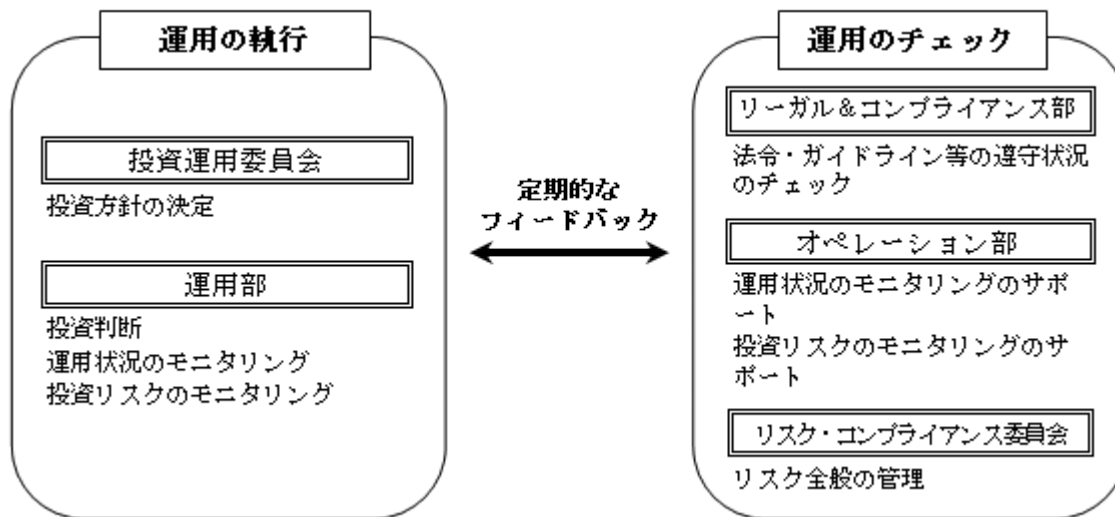 運用の執行
投資運用委員会
投資方針の決定
運用部
投資判断
運用状況のモニタリング
投資リスクのモニタリング
定期的な
フィードバック
運用のチェック
リーガル＆コンプライアンス部
法令・ガイドライン等の遵守状況
のチェック
オペレーション部
運用状況のモニタリングのサポ
ート
投資リスクのモニタリングのサ
ポート
リスク・コンプライアンス委員会
リスク全般の管理